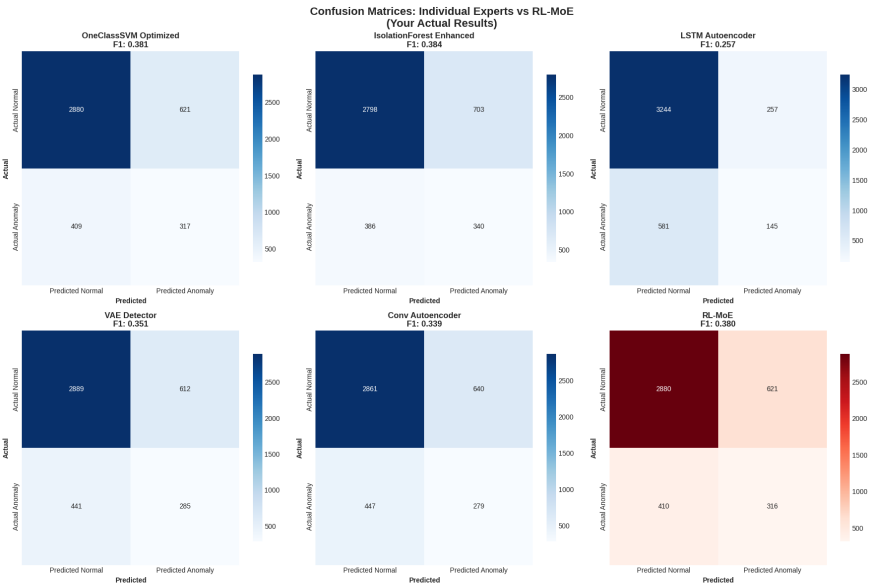 Confusion Matrices: Individual Experts vs RL-MoE
(Your Actual Results)
OneClassSVM Optimized
F1: 0.381
Actual Normal
Actual Anomaly
Actual
2880
621
409
317
Predicted Normal
Predicted Anomaly
Predicted
2500
2000
1500
1000
500
IsolationForest Enhanced
F1: 0.384
Actual Normal
Actual Anomaly
2798
703
386
340
Predicted Normal
Predicted Anomaly
Predicted
2500
2000
1500
1000
500
LSTM Autoencoder
F1: 0.257
Actual Normal
Actual Anomaly
Actual
3244
257
581
145
Predicted Normal
Predicted Anomaly
Predicted
3000
2500
2000
1500
1000
500
VAE Detector
F1: 0.351
Actual Normal
Actual Anomaly
Actual
2889
612
441
285
Predicted Normal
Predicted Anomaly
Predicted
2500
2000
1500
1000
500
Conv Autoencoder
F1: 0.339
Actual Normal
Actual Anomaly
2861
640
447
279
Predicted Normal
Predicted Anomaly
Predicted
2500
2000
1500
1000
500
RL-MoE
F1: 0.380
Actual Normal
Actual Anomaly
Actual
2880
621
410
316
Predicted Normal
Predicted Anomaly
Predicted
2500
2000
1500
1000
500